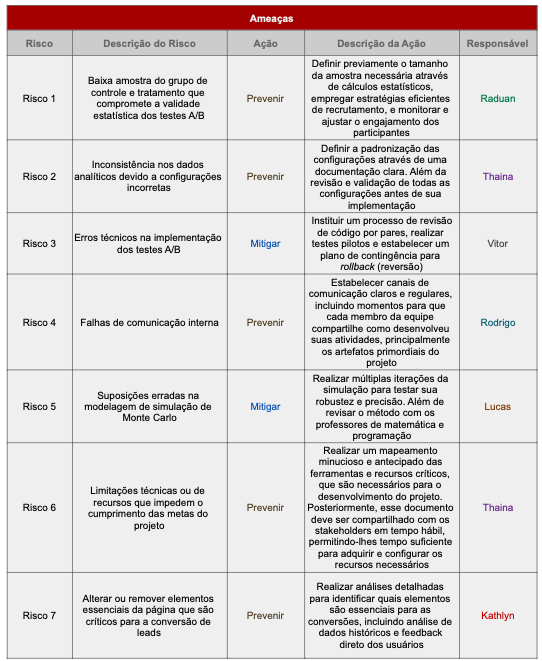 Ameaças
Risco
Descrição do Risco
Ação
Descrição da Ação
Responsável
Risco 1
Baixa amostra do grupo de
controle e tratamento que
compromete a validade
estatística dos testes A/B
Prevenir
Definir previamente o tamanho
da amostra necessária através
de cálculos estatísticos,
empregar estratégias eficientes
de recrutamento, e monitorar e
ajustar o engajamento dos
participantes
Raduan
Risco 2
Inconsistência nos dados
analíticos devido a configurações
incorretas
Prevenir
Definir a padronização das
configurações através de uma
documentação clara. Além da
revisão e validação de todas as
configurações antes de sua
implementação
Thaina
Risco 3
Erros técnicos na implementação
dos testes A/B
Mitigar
Instituir um processo de revisão
de código por pares, realizar
testes pilotos e estabelecer um
plano de contingência para
rollback (reversão)
Vitor
Risco 4
Falhas de comunicação interna
Prevenir
Estabelecer canais de
comunicação claros e regulares,
incluindo momentos para que
cada membro da equipe
compartilhe como desenvolveu
suas atividades, principalmente
os artefatos primordiais do
projeto
Rodrigo
Risco 5
Suposições erradas na
modelagem de simulação de
Monte Carlo
Mitigar
Realizar múltiplas iterações da
simulação para testar sua
robustez e precisão. Além de
revisar o método com os
professores de matemática e
programação
Lucas
Risco 6
Limitações técnicas ou de
recursos que impedem o
cumprimento das metas do
projeto
Prevenir
Realizar um mapeamento
minucioso e antecipado das
ferramentas e recursos críticos,
que são necessários para o
desenvolvimento do projeto.
Posteriormente, esse documento
deve ser compartilhado com os
stakeholders em tempo hábil,
permitindo-lhes tempo suficiente
para adquirir e configurar os
recursos necessários
Thaina
Risco 7
Alterar ou remover elementos
essenciais da página que são
críticos para a conversão de
leads
Prevenir
Realizar análises detalhadas
para identificar quais elementos
são essenciais para as
conversões, incluindo análise de
dados históricos e feedback
direto dos usuários
Kathlyn